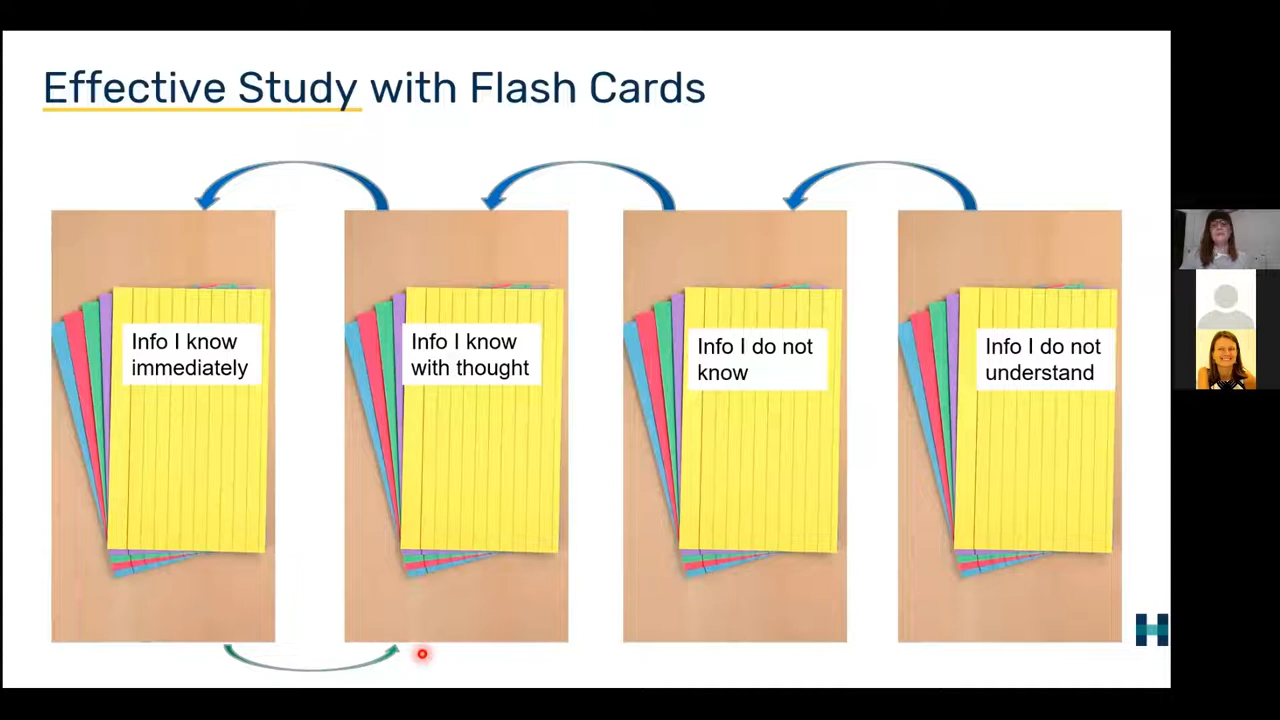 Effective Study with Flash Cards
Info I know
immediately
Info I know
with thought
Info I do not
know
Info I do not
understand
H